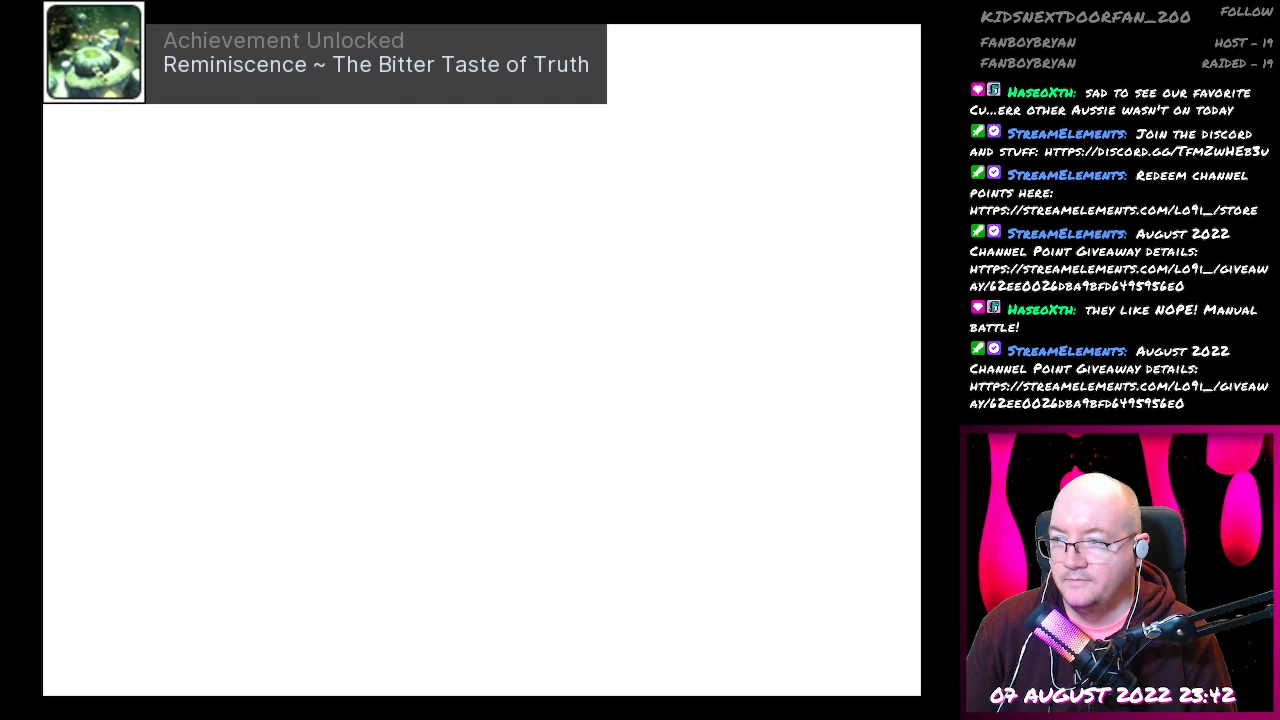 Achievement Unlocked
Reminiscence ~ The Bitter Taste of Truth
KIDSNEXTDOORFAN_200 FOLLOW
FANBOYBRYAN HOST - 19
FANBOYBRYAN RAIDED - 19
HaseoXth: sad to see our favorite
Cu...err other Aussie wasn't on today
StreamElements: Join the discord
and stuff: https://discord.gg/TfmZwHEb3u
StreamElements: Redeem channel
points here:
https://streamelements.com/lo9i_/store
StreamElements: August 2022
Channel Point Giveaway details:
https://streamelements.com/lo9i_/giveaw
ay/62ee0026dba9bfd6495956e0
HaseoXth: they like NOPE! Manual
battle!
StreamElements: August 2022
Channel Point Giveaway details:
https://streamelements.com/lo9i_/giveaw
ay/62ee0026dba9bfd6495956e0
07 AUGUST 2022 23:42